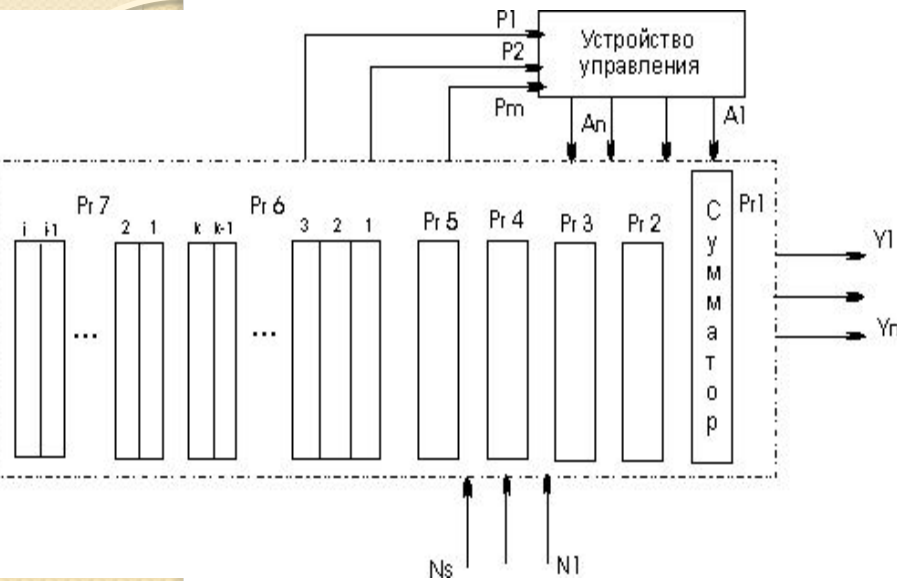 P1
Устройство
управления
P2
Pm
An
A1
Pr 7
i i-1
2 1
Pr 6
k k-1
3 2 1
Pr 5
Pr 4
Pr 3
Pr 2
Сумматор
Pr1
...
...
Y1
Yn
Ns
N1